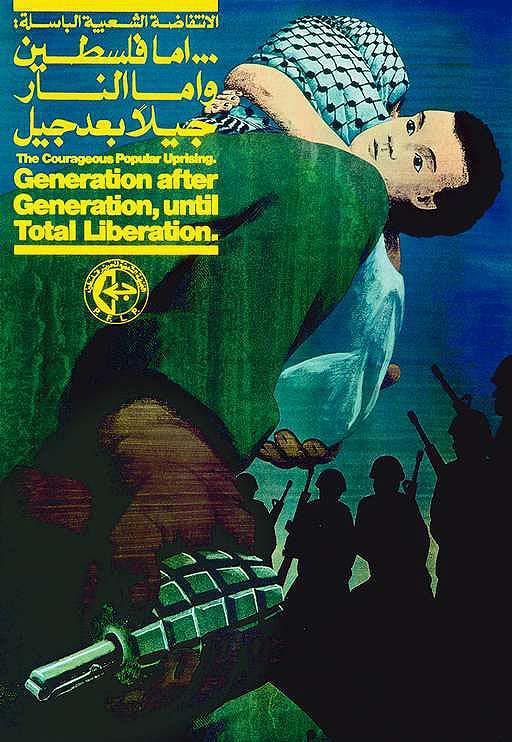 الانتفاضة الشعبية الباسلة:
...اما فلسطين
واما النار
جيلاً بعد جيل
The Courageous Popular Uprising.
Generation after
Generation, until
Total Liberation.
P.F.L.P